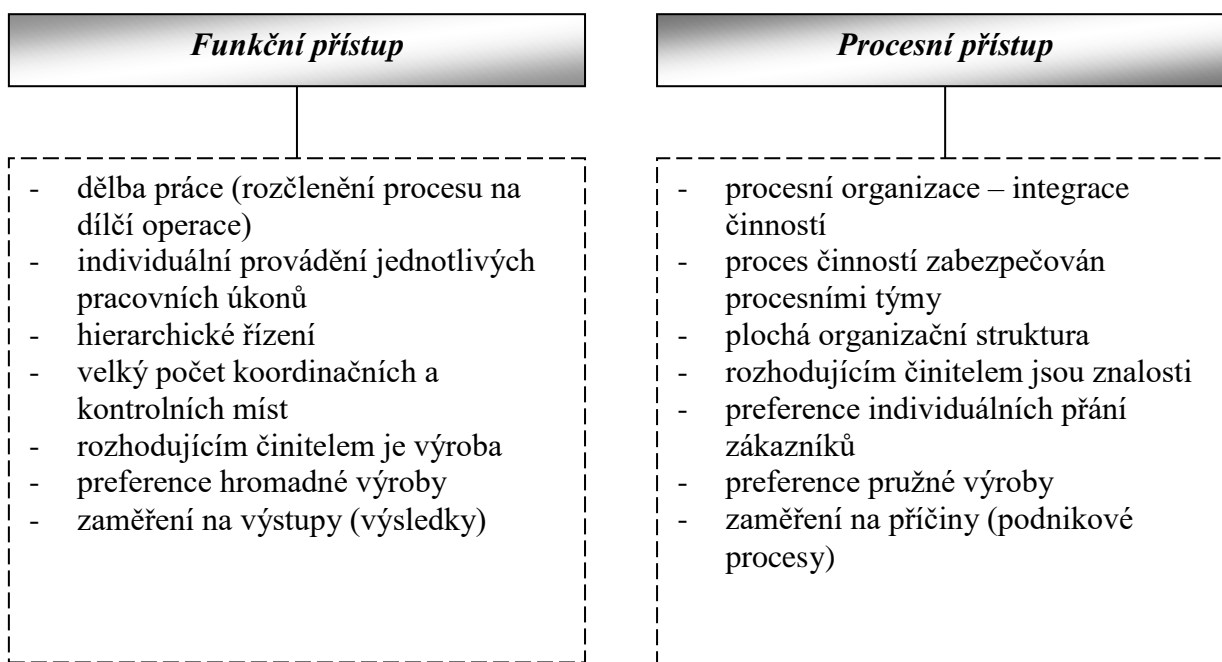 Funkční přístup
- dělba práce (rozčlenění procesu na
dílčí operace)
- individuální provádění jednotlivých
pracovních úkonů
- hierarchické řízení
- velký počet koordinačních a
kontrolních míst
- rozhodujícím činitelem je výroba
- preference hromadné výroby
- zaměření na výstupy (výsledky)
Procesní přístup
- procesní organizace – integrace
činností
- proces činností zabezpečován
procesními týmy
- plochá organizační struktura
- rozhodujícím činitelem jsou znalosti
- preference individuálních přání
zákazníků
- preference pružné výroby
- zaměření na příčiny (podnikové
procesy)